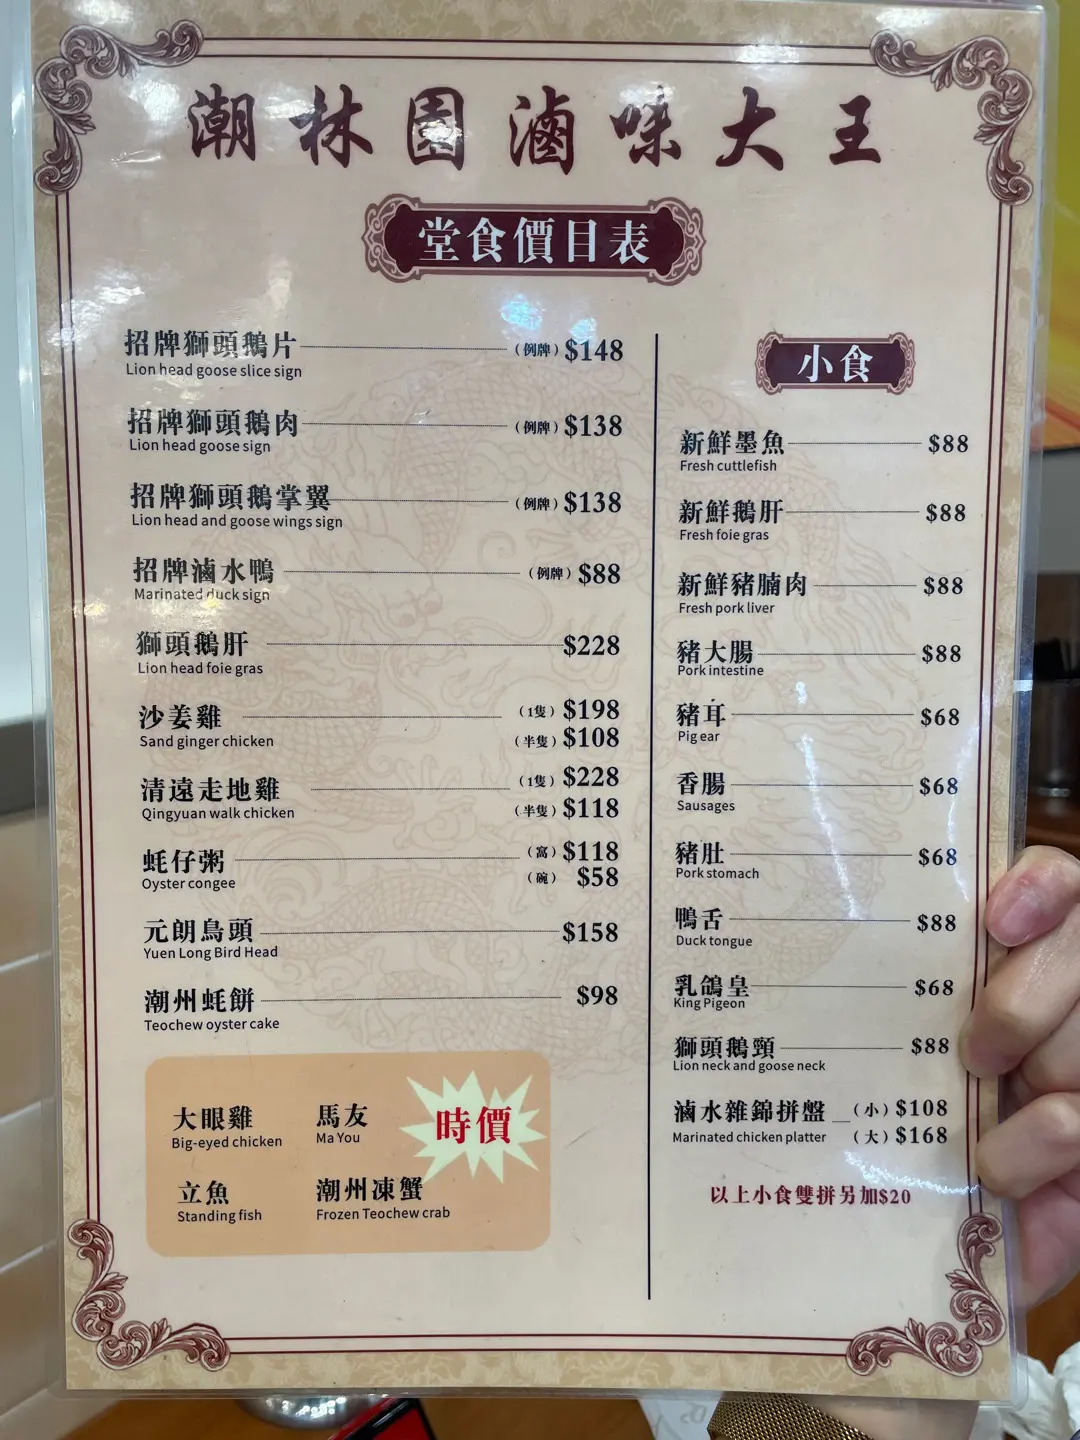 潮林園滷味大王
堂食價目表
招牌獅頭鵝片 （例牌）$148
Lion head goose slice sign
招牌獅頭鵝肉 （例牌）$138
Lion head goose sign
招牌獅頭鵝掌翼 （例牌）$138
Lion head and goose wings sign
招牌滷水鴨 （例牌）$88
Marinated duck sign
獅頭鵝肝 $228
Lion head foie gras
沙姜雞 （1隻）$198
Sand ginger chicken （半隻）$108
清遠走地雞 （1隻）$228
Qingyuan walk chicken （半隻）$118
蚝仔粥 （窩）$118
Oyster congee （碗）$58
元朗烏頭 $158
Yuen Long Bird Head
潮州蚝餅 $98
Teochew oyster cake
時價
大眼雞 馬友
Big-eyed chicken Ma You
立魚 潮州凍蟹
Standing fish Frozen Teochew crab
小食
新鮮墨魚 $88
Fresh cuttlefish
新鮮鵝肝 $88
Fresh foie gras
新鮮豬腩肉 $88
Fresh pork liver
豬大腸 $88
Pork intestine
豬耳 $68
Pig ear
香腸 $68
Sausages
豬肚 $68
Pork stomach
鴨舌 $88
Duck tongue
乳鴿皇 $68
King Pigeon
獅頭鵝頸 $88
Lion neck and goose neck
滷水雜錦拼盤 （小）$108
Marinated chicken platter （大）$168
以上小食雙拼另加$20